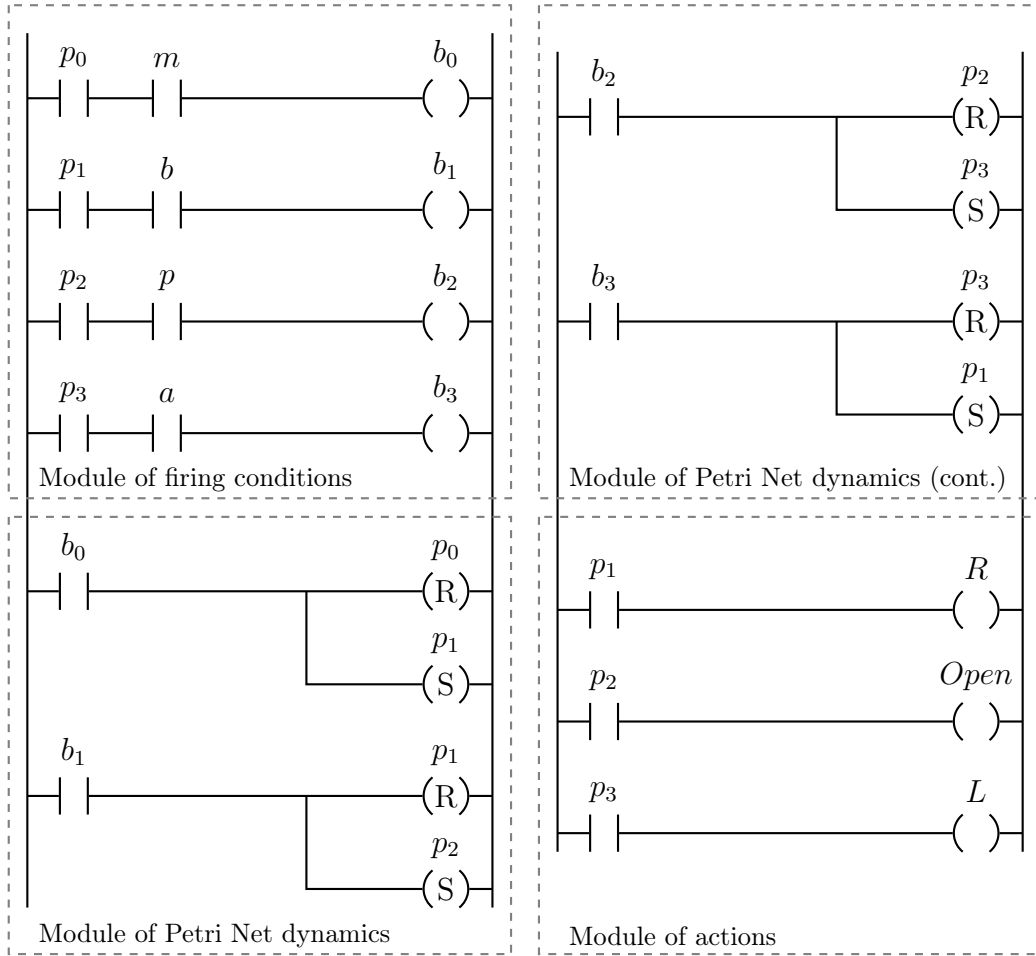 p0 m b0
p1 b b1
p2 p b2
p3 a b3
Module of firing conditions
b0 p0
R
p1
S
b1 p1
R
p2
S
Module of Petri Net dynamics
b2 p2
R
p3
S
b3 p3
R
p1
S
Module of Petri Net dynamics (cont.)
p1 R
p2 Open
p3 L
Module of actions